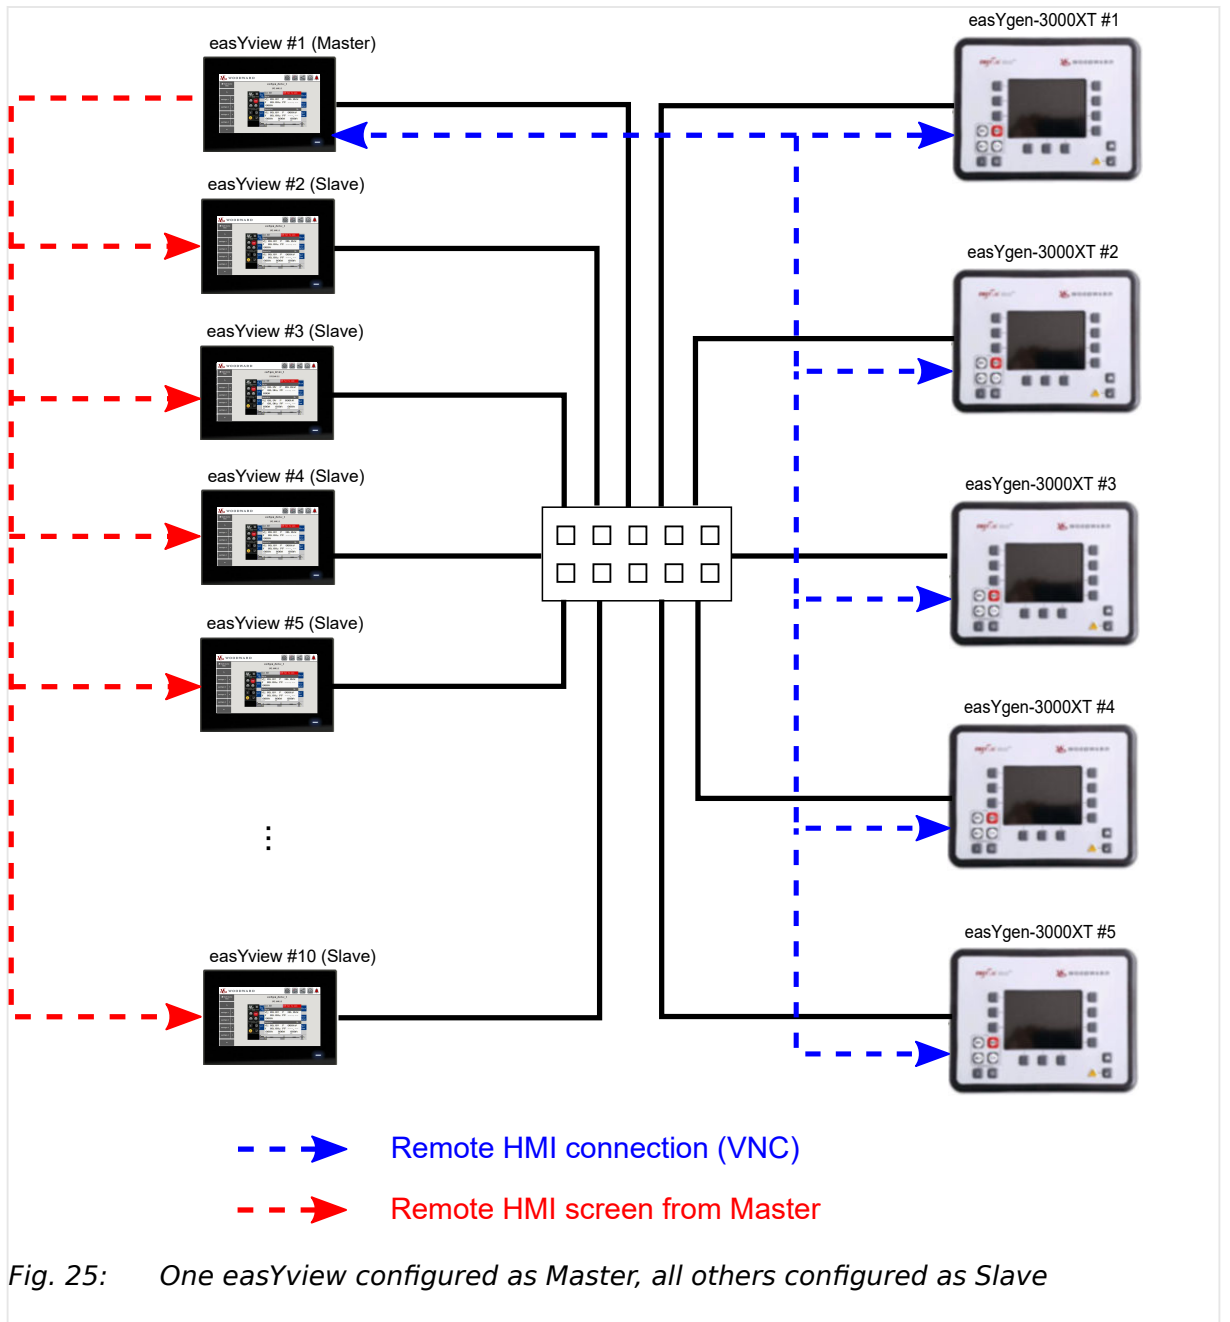 easYgen-3000XT #1
easYview #1 (Master)
easYview #2 (Slave)
easYgen-3000XT #2
easYview #3 (Slave)
easYview #4 (Slave)
easYgen-3000XT #3
easYview #5 (Slave)
easYgen-3000XT #4
⋮
easYgen-3000XT #5
easYview #10 (Slave)
Remote HMI connection (VNC)
Remote HMI screen from Master
Fig. 25: One easYview configured as Master, all others configured as Slave